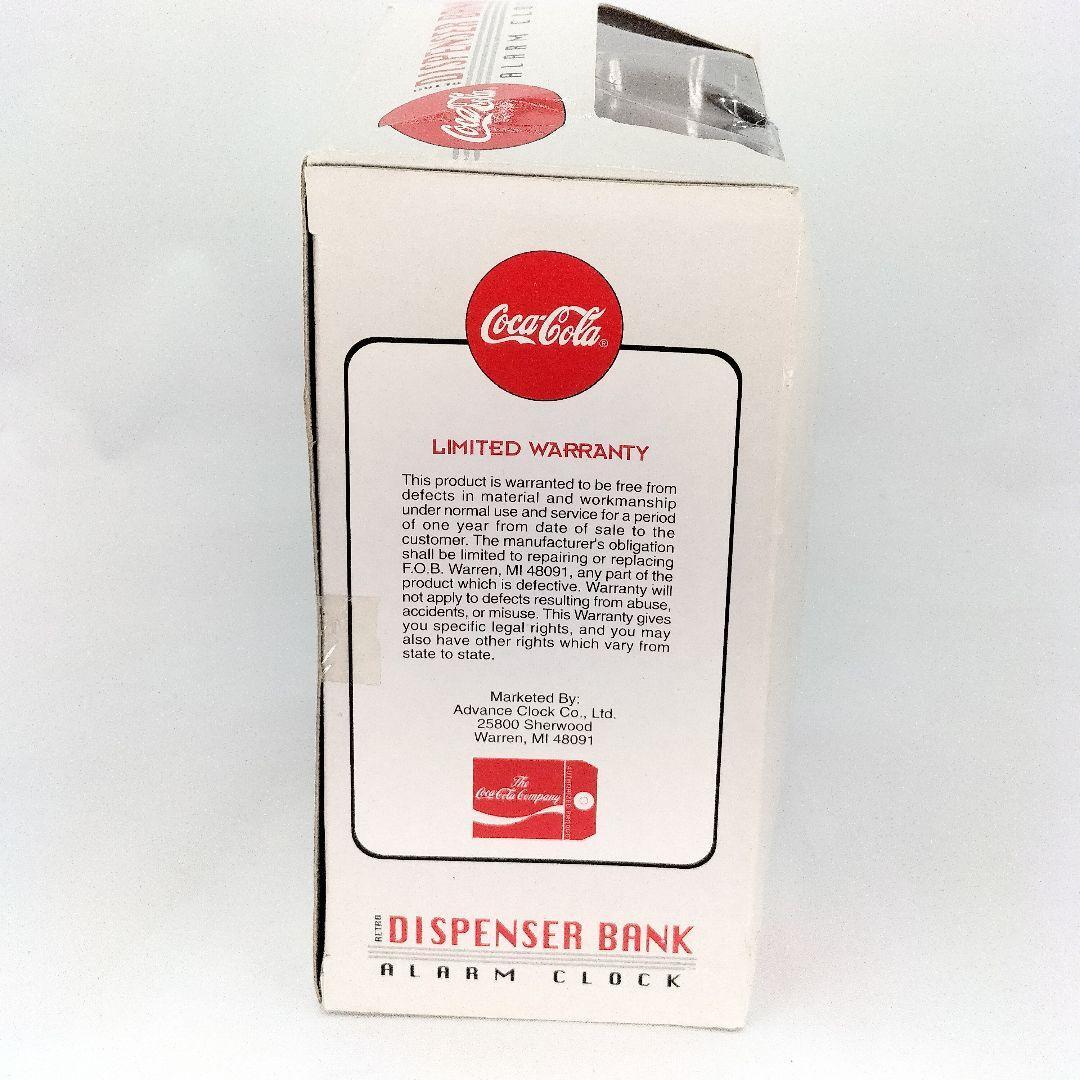 DISPENSER BANK
ALARM CLO
Coca-Cola
Coca-Cola®
LIMITED WARRANTY
This product is warranted to be free from
defects in material and workmanship
under normal use and service for a period
of one year from date of sale to the
customer. The manufacturer's obligation
shall be limited to repairing or replacing
F.O.B. Warren, MI 48091, any part of the
product which is defective. Warranty will
not apply to defects resulting from abuse,
accidents, or misuse. This Warranty gives
you specific legal rights, and you may
also have other rights which vary from
state to state.
Marketed By:
Advance Clock Co., Ltd.
25800 Sherwood
Warren, MI 48091
The
Coca-Cola Company
AUTHORIZED PRODUCT
RETRO
DISPENSER BANK
ALARM CLOCK